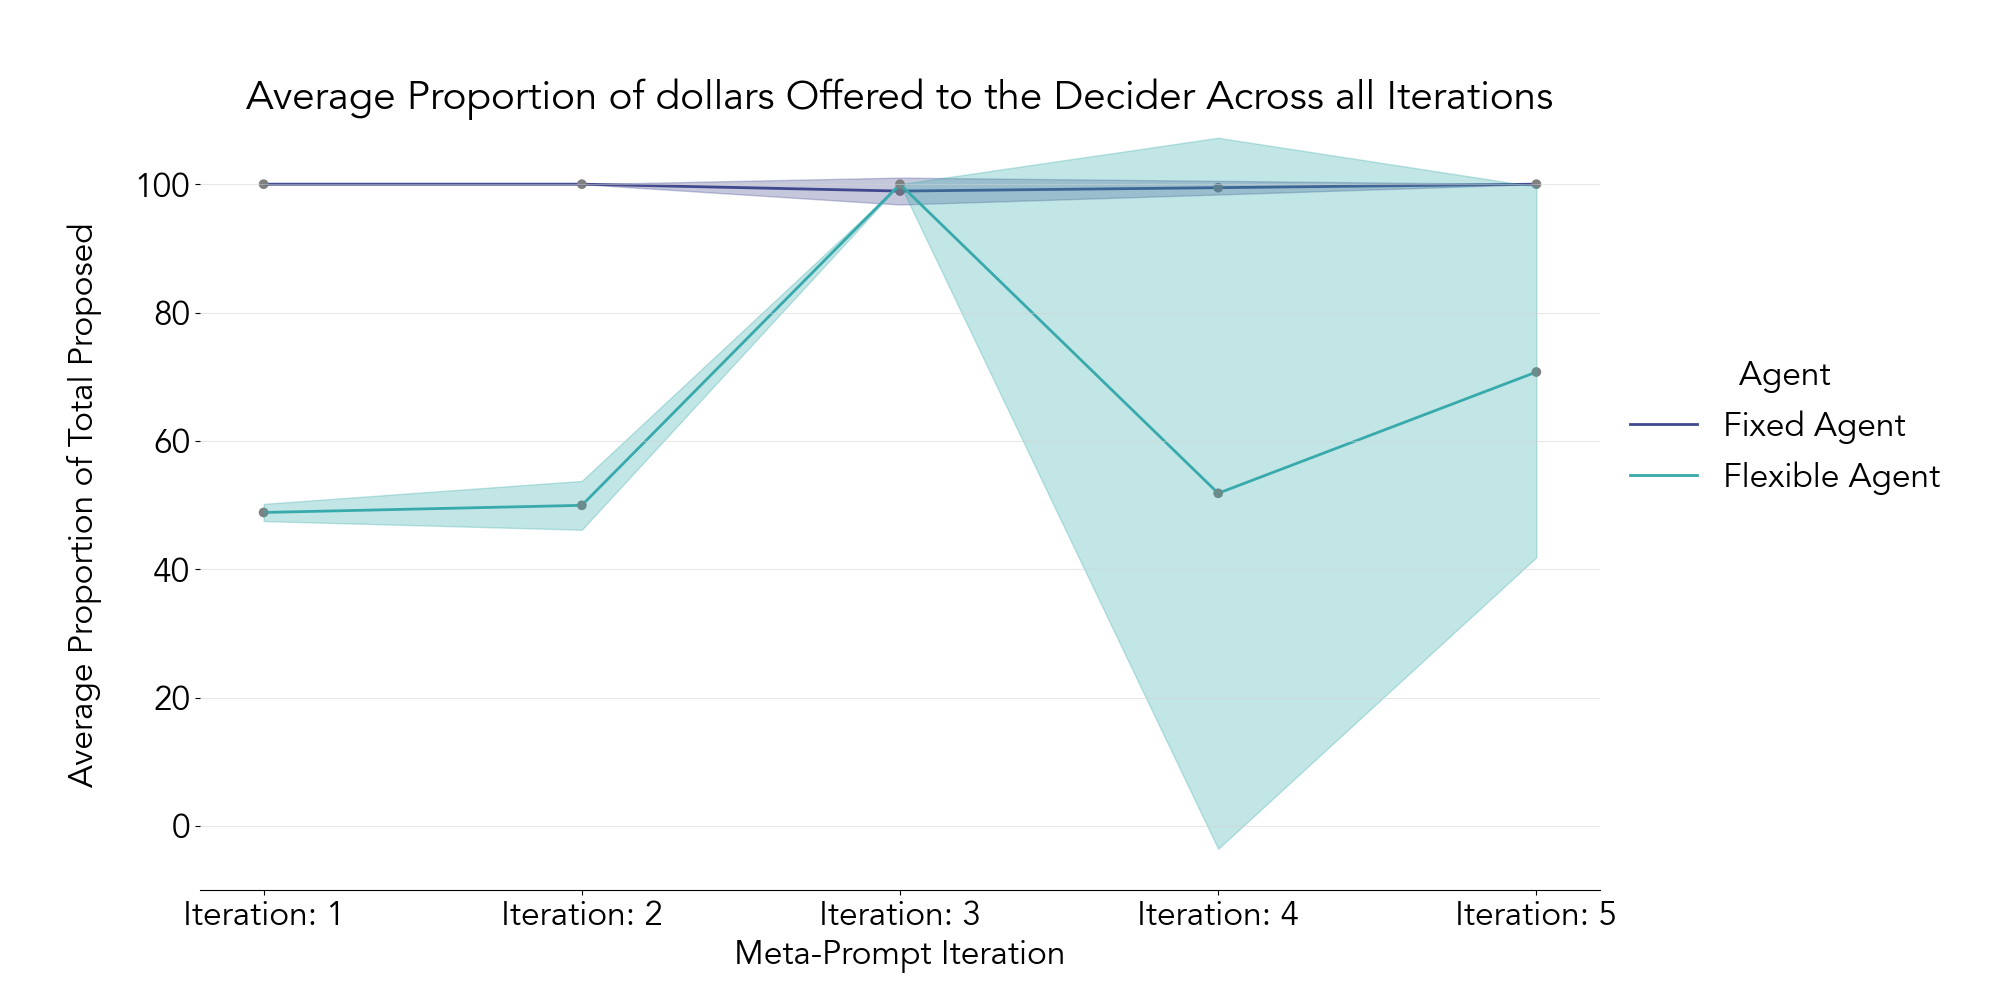 Average Proportion of dollars Offered to the Decider Across all Iterations
Average Proportion of Total Proposed
100
80
60
40
20
0
Iteration: 1
Iteration: 2
Iteration: 3
Iteration: 4
Iteration: 5
Meta-Prompt Iteration
Agent
Fixed Agent
Flexible Agent